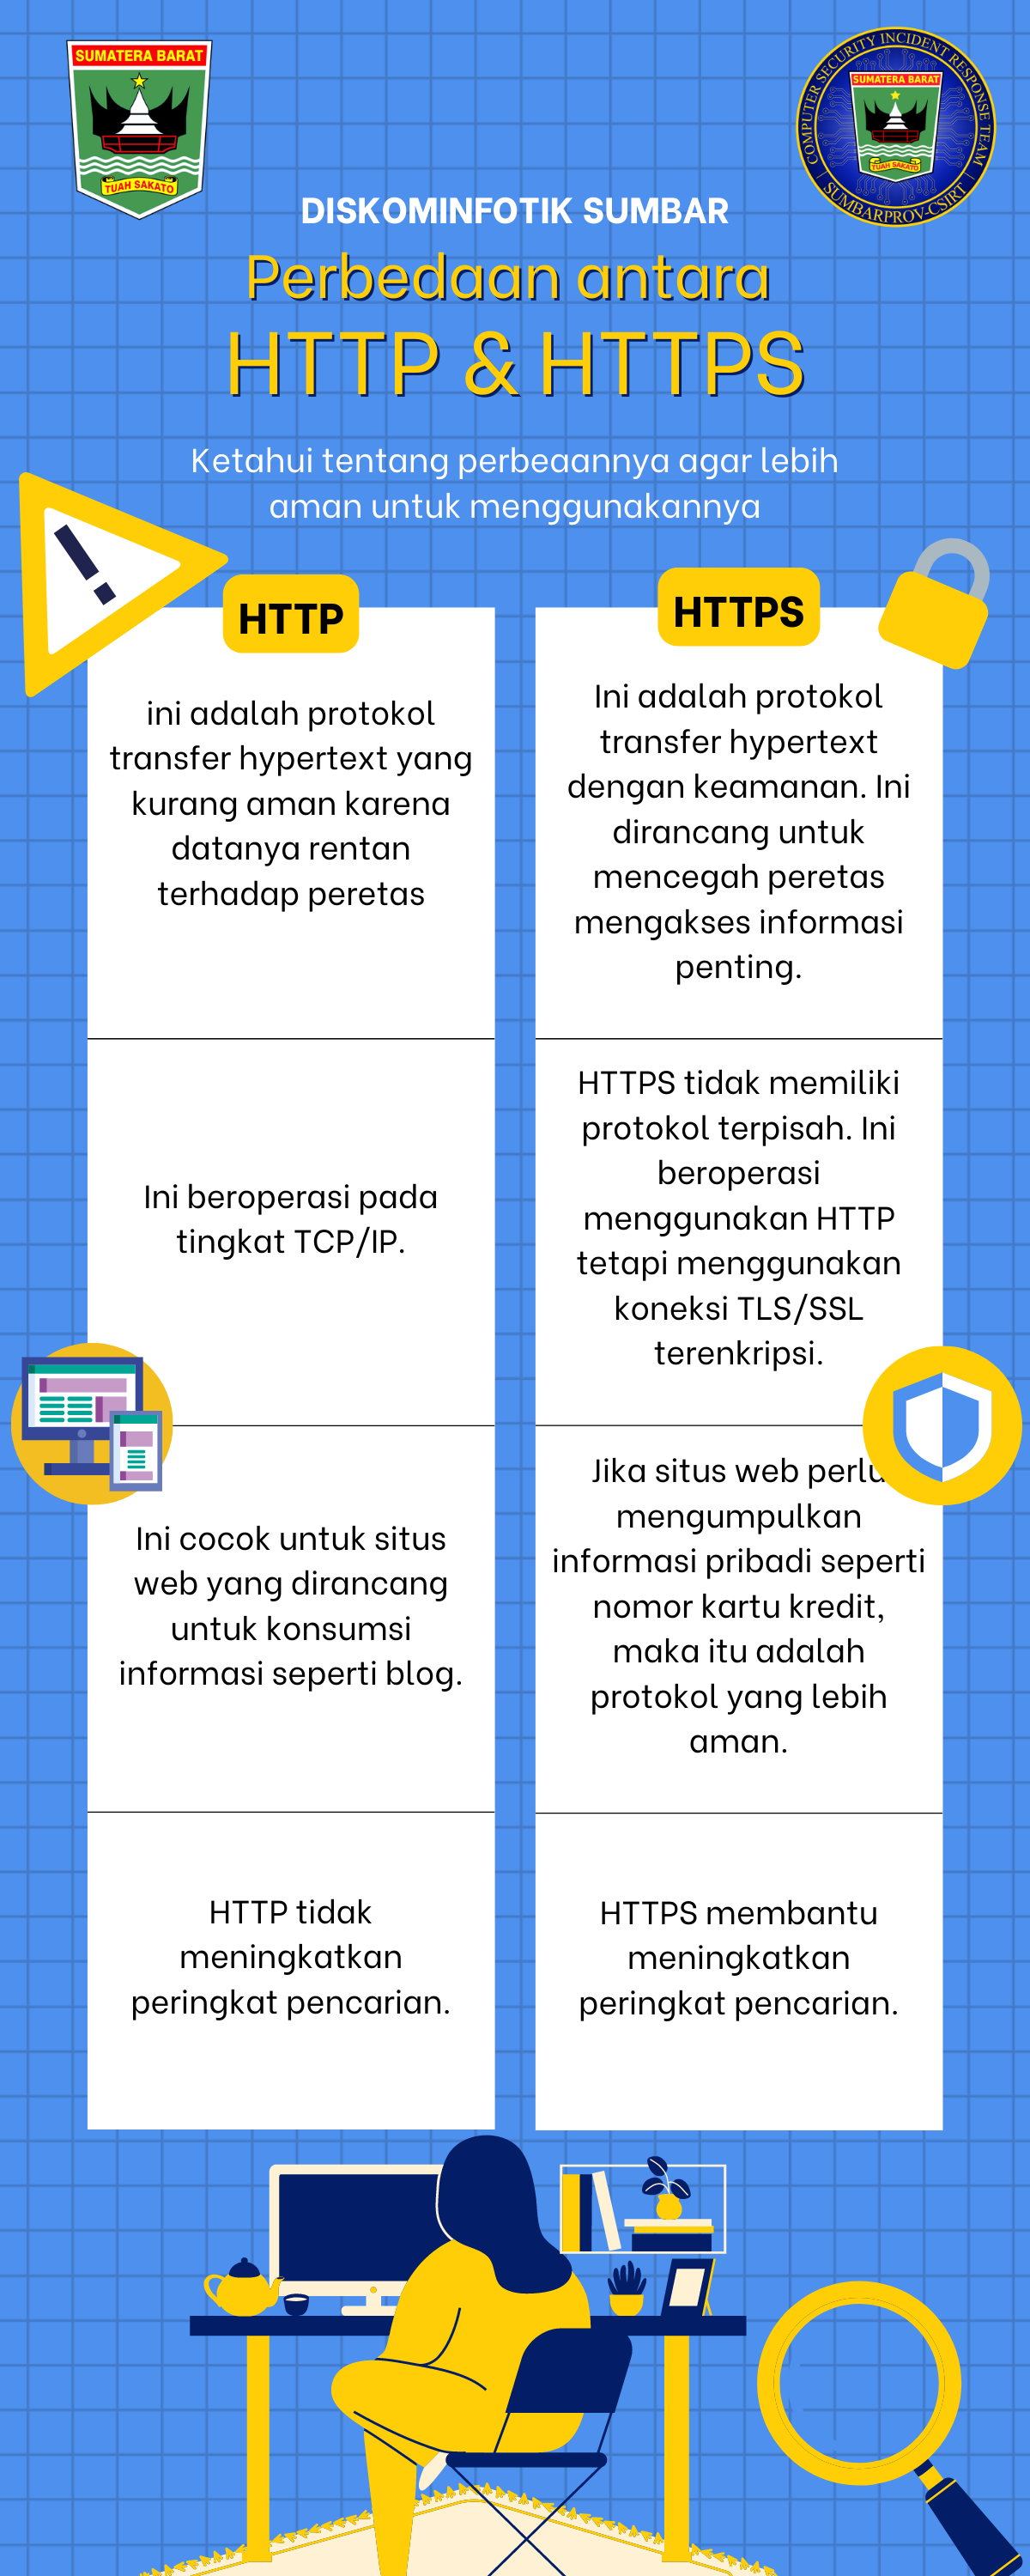 SUMATERA BARAT
TUAH SAKATO
COMPUTER SECURITY INCIDENT RESPONSE TEAM
SUMATERA BARAT
TUAH SAKATO
SUMBARPROV-CSIRT
DISKOMINFOTIK SUMBAR
Perbedaan antara
HTTP & HTTPS
Ketahui tentang perbeaannya agar lebih
aman untuk menggunakannya
HTTP
ini adalah protokol
transfer hypertext yang
kurang aman karena
datanya rentan
terhadap peretas
Ini beroperasi pada
tingkat TCP/IP.
Ini cocok untuk situs
web yang dirancang
untuk konsumsi
informasi seperti blog.
HTTP tidak
meningkatkan
peringkat pencarian.
HTTPS
Ini adalah protokol
transfer hypertext
dengan keamanan. Ini
dirancang untuk
mencegah peretas
mengakses informasi
penting.
HTTPS tidak memiliki
protokol terpisah. Ini
beroperasi
menggunakan HTTP
tetapi menggunakan
koneksi TLS/SSL
terenkripsi.
Jika situs web perlu
mengumpulkan
informasi pribadi seperti
nomor kartu kredit,
maka itu adalah
protokol yang lebih
aman.
HTTPS membantu
meningkatkan
peringkat pencarian.